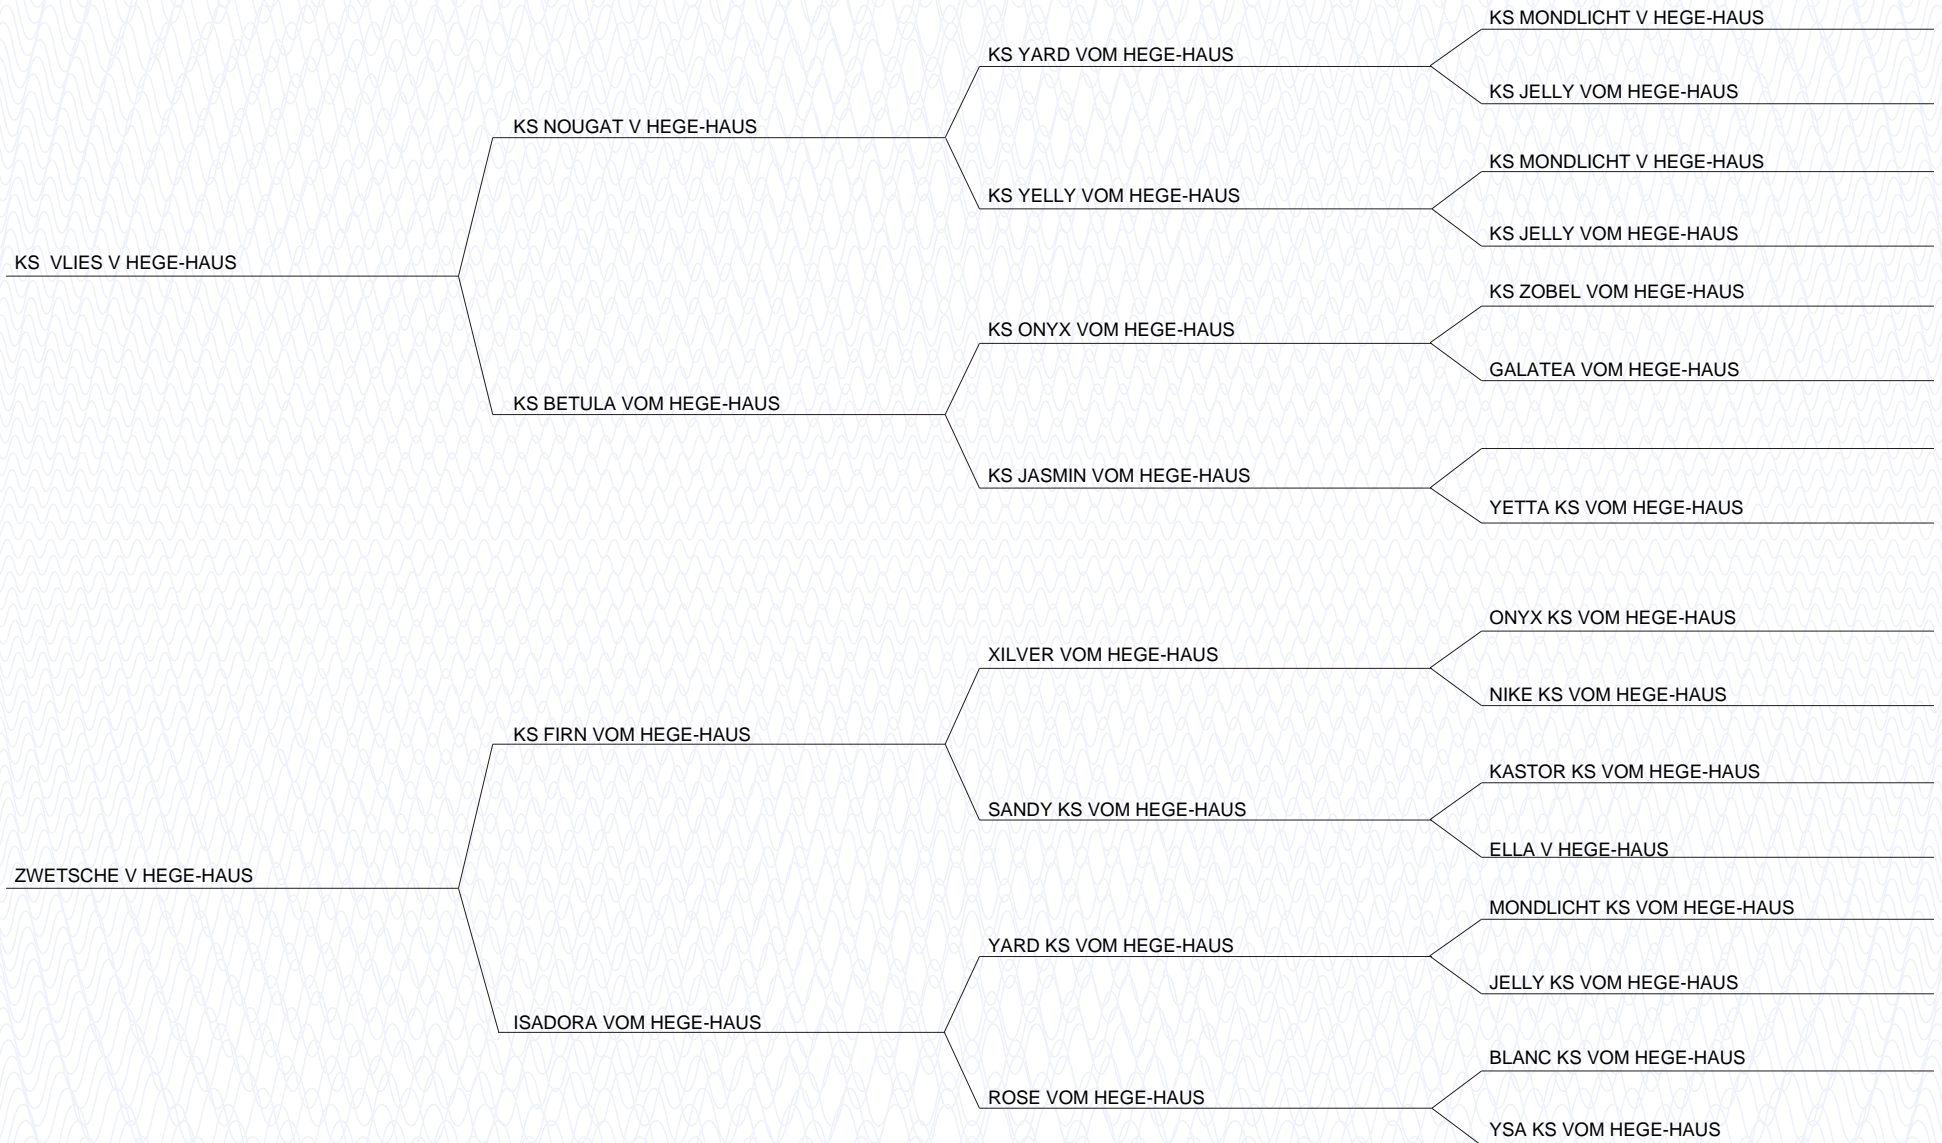 KS MONDLICHT V HEGE-HAUS
KS YARD VOM HEGE-HAUS
KS JELLY VOM HEGE-HAUS
KS NOUGAT V HEGE-HAUS
KS MONDLICHT V HEGE-HAUS
KS YELLY VOM HEGE-HAUS
KS JELLY VOM HEGE-HAUS
KS VLIES V HEGE-HAUS
KS ZOBEL VOM HEGE-HAUS
KS ONYX VOM HEGE-HAUS
GALATEA VOM HEGE-HAUS
KS BETULA VOM HEGE-HAUS
KS JASMIN VOM HEGE-HAUS
YETTA KS VOM HEGE-HAUS
ONYX KS VOM HEGE-HAUS
XILVER VOM HEGE-HAUS
NIKE KS VOM HEGE-HAUS
KS FIRN VOM HEGE-HAUS
KASTOR KS VOM HEGE-HAUS
SANDY KS VOM HEGE-HAUS
ELLA V HEGE-HAUS
ZWETSCHE V HEGE-HAUS
MONDLICHT KS VOM HEGE-HAUS
YARD KS VOM HEGE-HAUS
JELLY KS VOM HEGE-HAUS
ISADORA VOM HEGE-HAUS
BLANC KS VOM HEGE-HAUS
ROSE VOM HEGE-HAUS
YSA KS VOM HEGE-HAUS